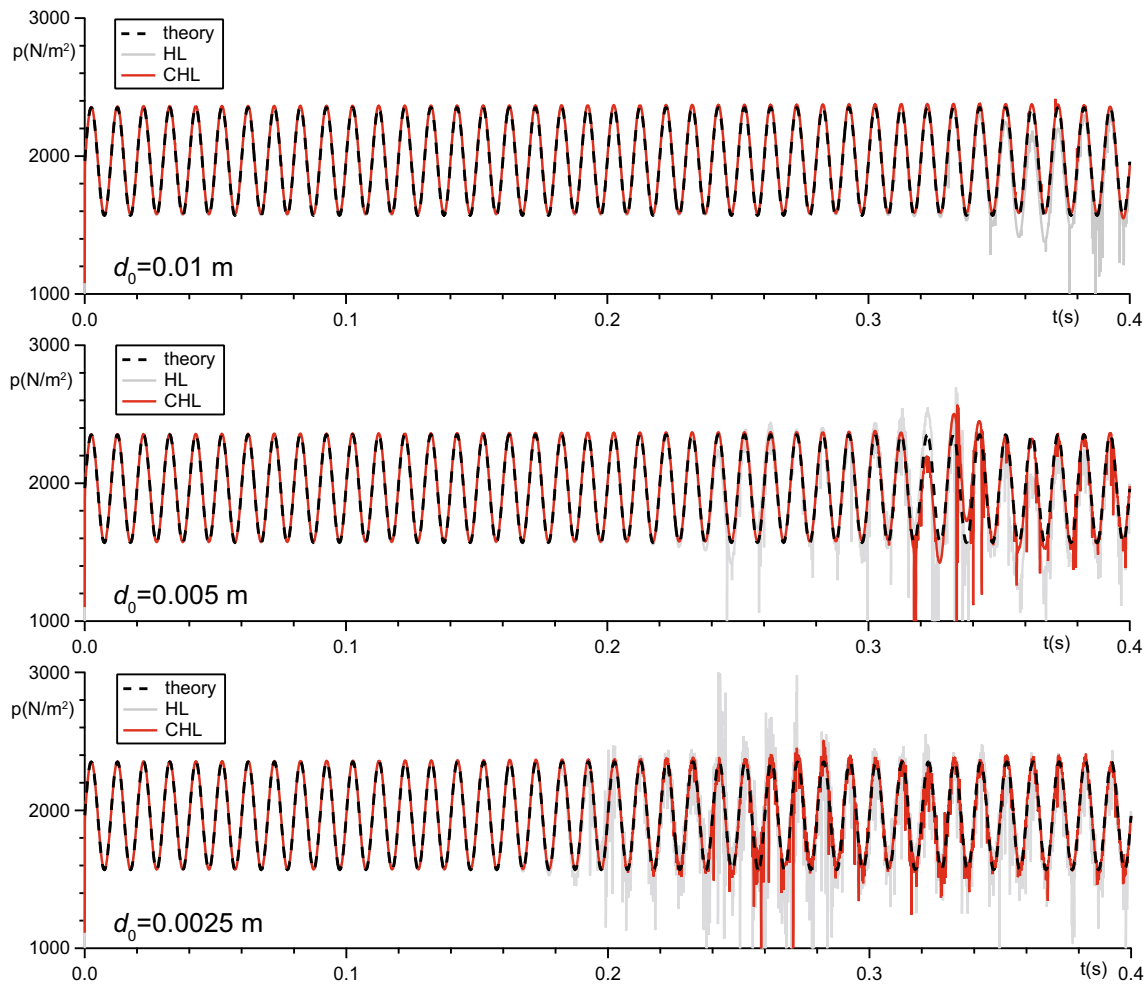 3000
p(N/m²)
theory
HL
CHL
2000
d₀=0.01 m
1000
0.0 0.1 0.2 0.3 t(s) 0.4
3000
p(N/m²)
theory
HL
CHL
2000
d₀=0.005 m
1000
0.0 0.1 0.2 0.3 t(s) 0.4
3000
p(N/m²)
theory
HL
CHL
2000
d₀=0.0025 m
1000
0.0 0.1 0.2 0.3 t(s) 0.4